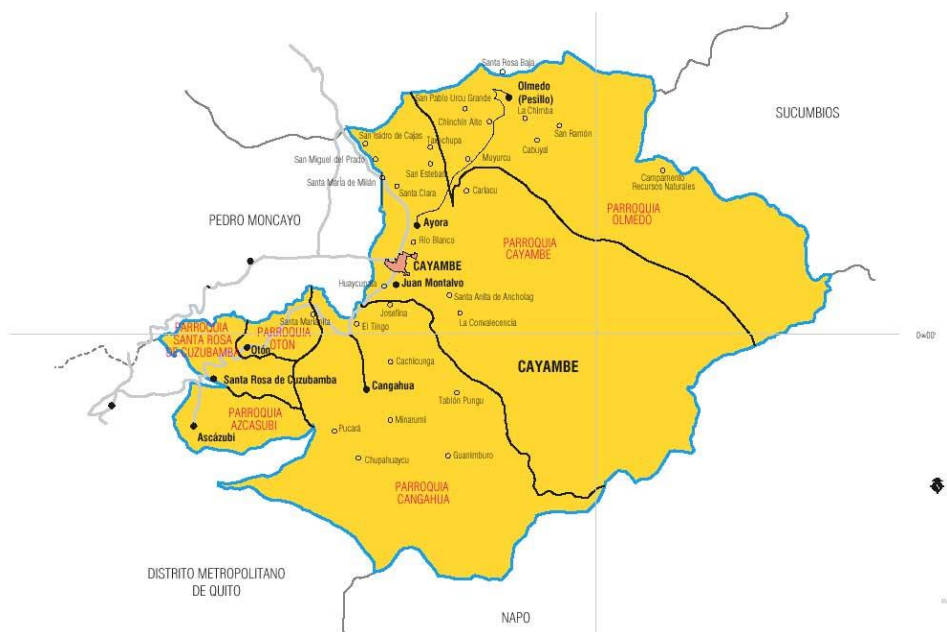 Santa Rosa Baja
Olmedo
(Pesillo)
San Pablo Urcu Grande
La Chimba
Chinchín Alto
San Ramón
SUCUMBIOS
San Isidro de Cajas
Cabuyal
San Miguel del Prado
Muyurcu
San Esteban
Santa María de Milán
Santa Clara
Cariacu
Campamento
Recursos Naturales
PARROQUIA
OLMEDO
PEDRO MONCAYO
Ayora
Río Blanco
PARROQUIA
CAYAMBE
CAYAMBE
Juan Montalvo
Santa Anita de Ancholag
Josefina
La Convalecencia
Santa Marianita
El Tingo
PARROQUIA
SANTA ROSA
DE CUZUBAMBA
PARROQUIA
OTÓN
Otón
0°00'
Cachicunga
CAYAMBE
Santa Rosa de Cuzubamba
Cangahua
Tablón Pungu
PARROQUIA
AZCASUBI
Ascázubi
Pucará
Minarumi
Chupahuaycu
Guanimburo
PARROQUIA
CANGAHUA
DISTRITO METROPOLITANO
DE QUITO
NAPO